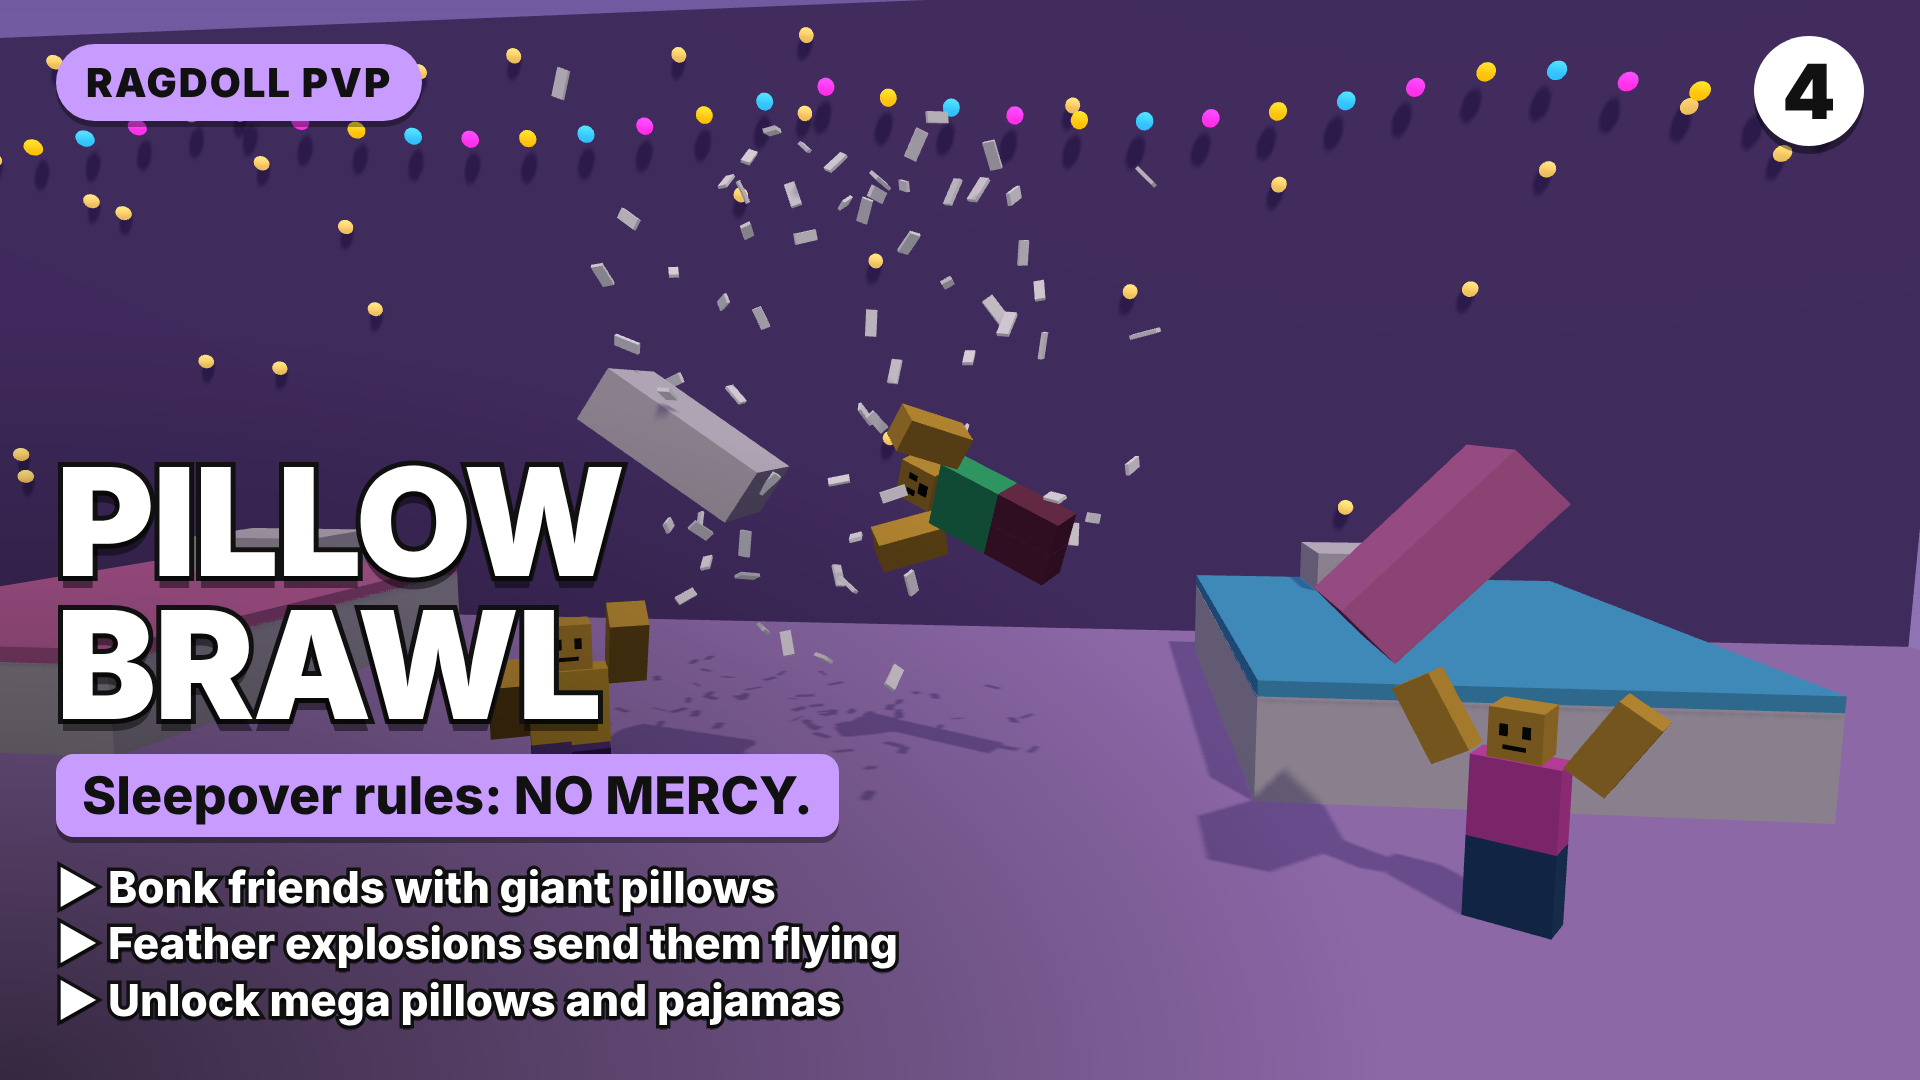 RAGDOLL PVP
4
PILLOW
BRAWL
Sleepover rules: NO MERCY.
▶ Bonk friends with giant pillows
▶ Feather explosions send them flying
▶ Unlock mega pillows and pajamas